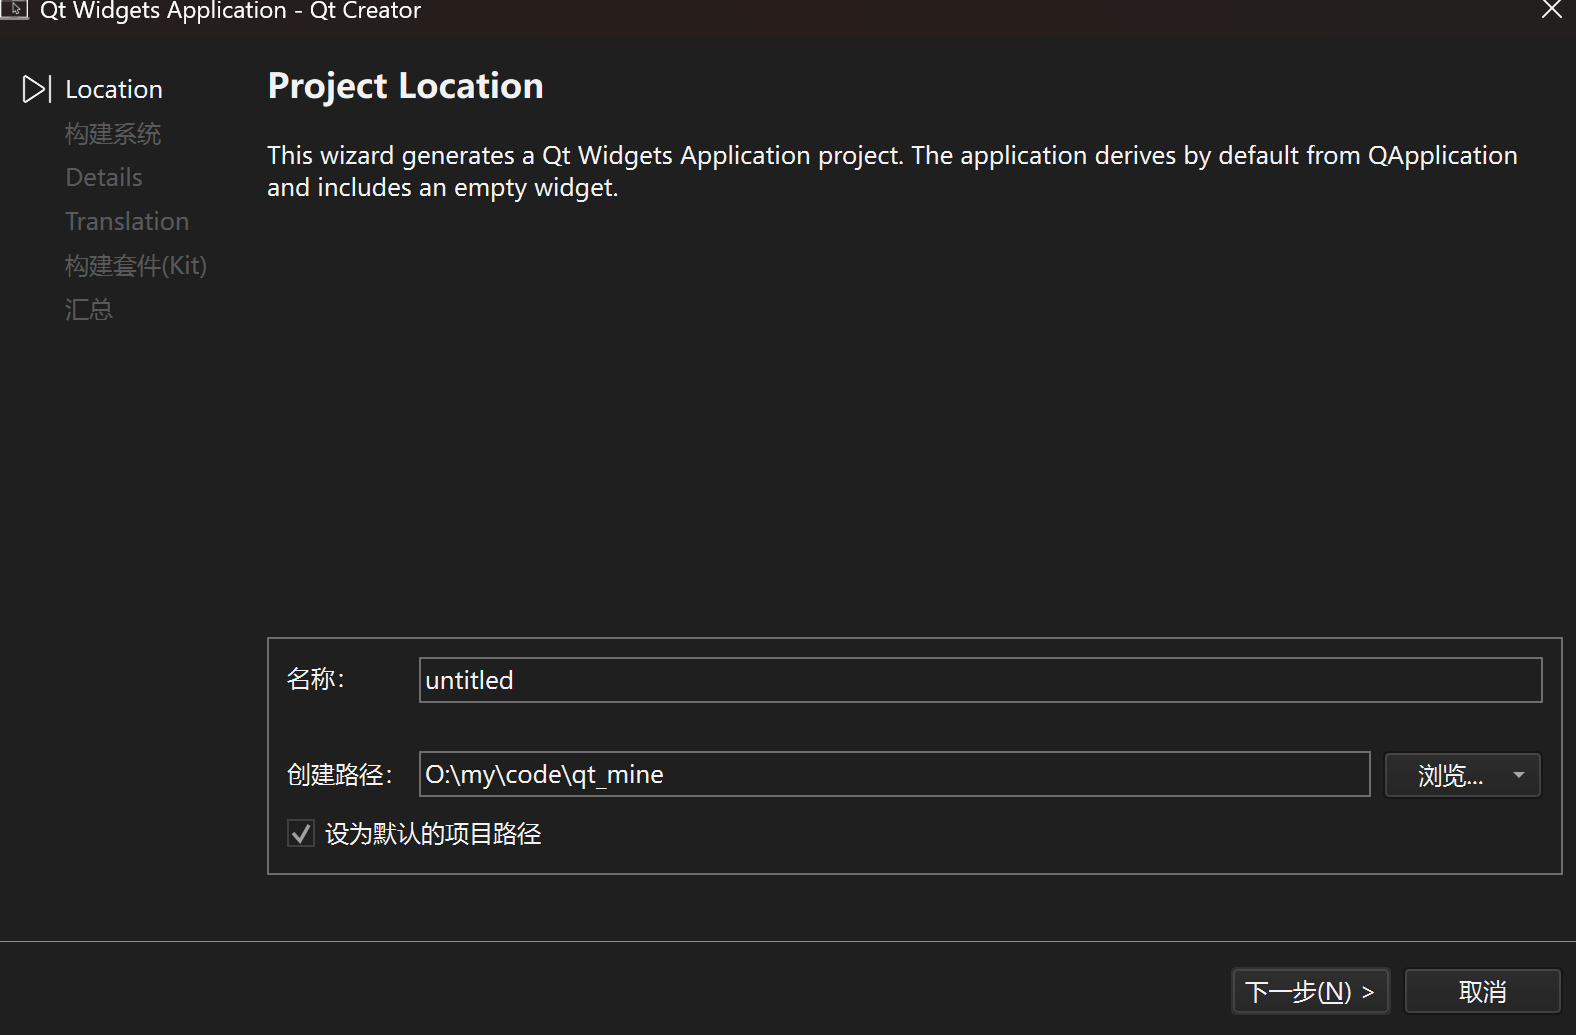 Qt Widgets Application - Qt Creator
Location
构建系统
Details
Translation
构建套件(Kit)
汇总
Project Location
This wizard generates a Qt Widgets Application project. The application derives by default from QApplication
and includes an empty widget.
名称：
untitled
创建路径：
O:\my\code\qt_mine
浏览...
设为默认的项目路径
下一步(N) >
取消